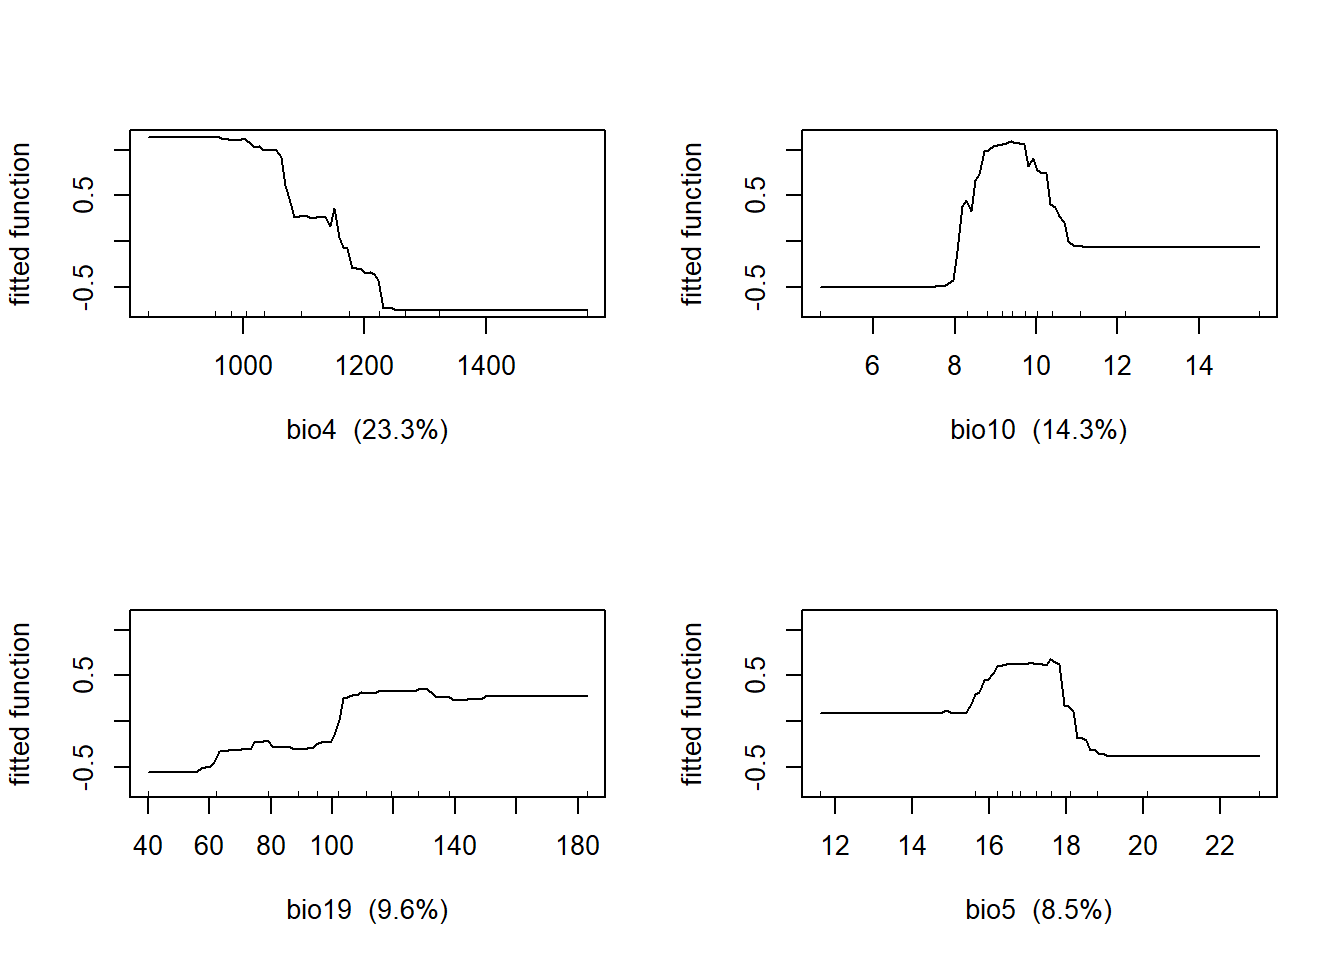 fitted function
0.5
-0.5
1000 1200 1400
bio4 (23.3%)
fitted function
0.5
-0.5
6 8 10 12 14
bio10 (14.3%)
fitted function
0.5
-0.5
40 60 80 100 140 180
bio19 (9.6%)
fitted function
0.5
-0.5
12 14 16 18 20 22
bio5 (8.5%)